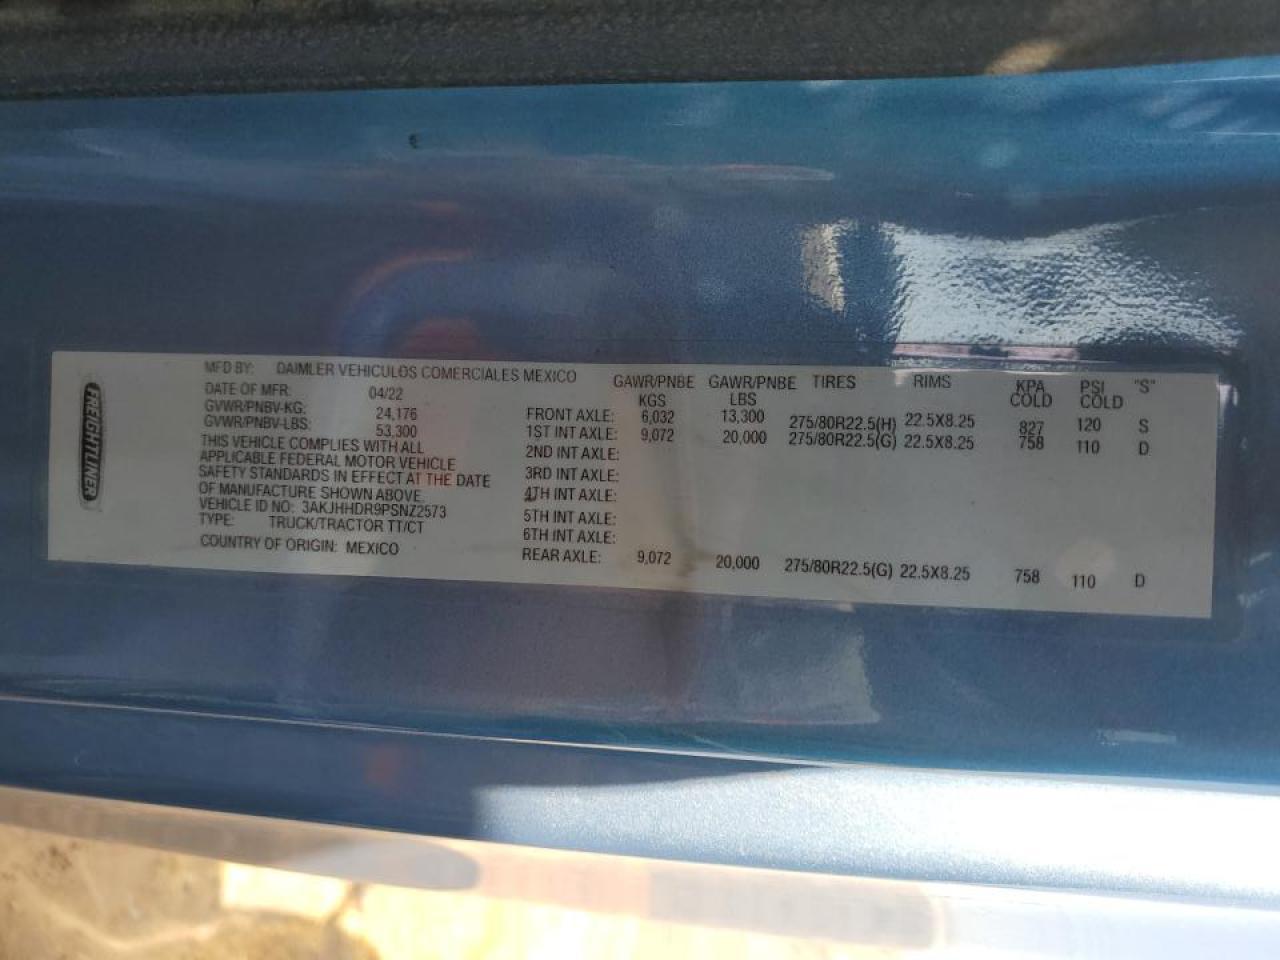 FREIGHTLINER
MFD BY: DAIMLER VEHICULOS COMERCIALES MEXICO
DATE OF MFR: 04/22
GVWR/PNBV-KG: 24,176
GVWR/PNBV-LBS: 53,300
THIS VEHICLE COMPLIES WITH ALL
APPLICABLE FEDERAL MOTOR VEHICLE
SAFETY STANDARDS IN EFFECT AT THE DATE
OF MANUFACTURE SHOWN ABOVE.
VEHICLE ID NO: 3AKJHHDR9PSNZ2573
TYPE: TRUCK/TRACTOR TT/CT
COUNTRY OF ORIGIN: MEXICO
GAWR/PNBE GAWR/PNBE TIRES RIMS KPA PSI "S"
KGS LBS COLD COLD
FRONT AXLE: 6,032 13,300 275/80R22.5(H) 22.5X8.25 827 120 S
1ST INT AXLE: 9,072 20,000 275/80R22.5(G) 22.5X8.25 758 110 D
2ND INT AXLE:
3RD INT AXLE:
4TH INT AXLE:
5TH INT AXLE:
6TH INT AXLE:
REAR AXLE: 9,072 20,000 275/80R22.5(G) 22.5X8.25 758 110 D